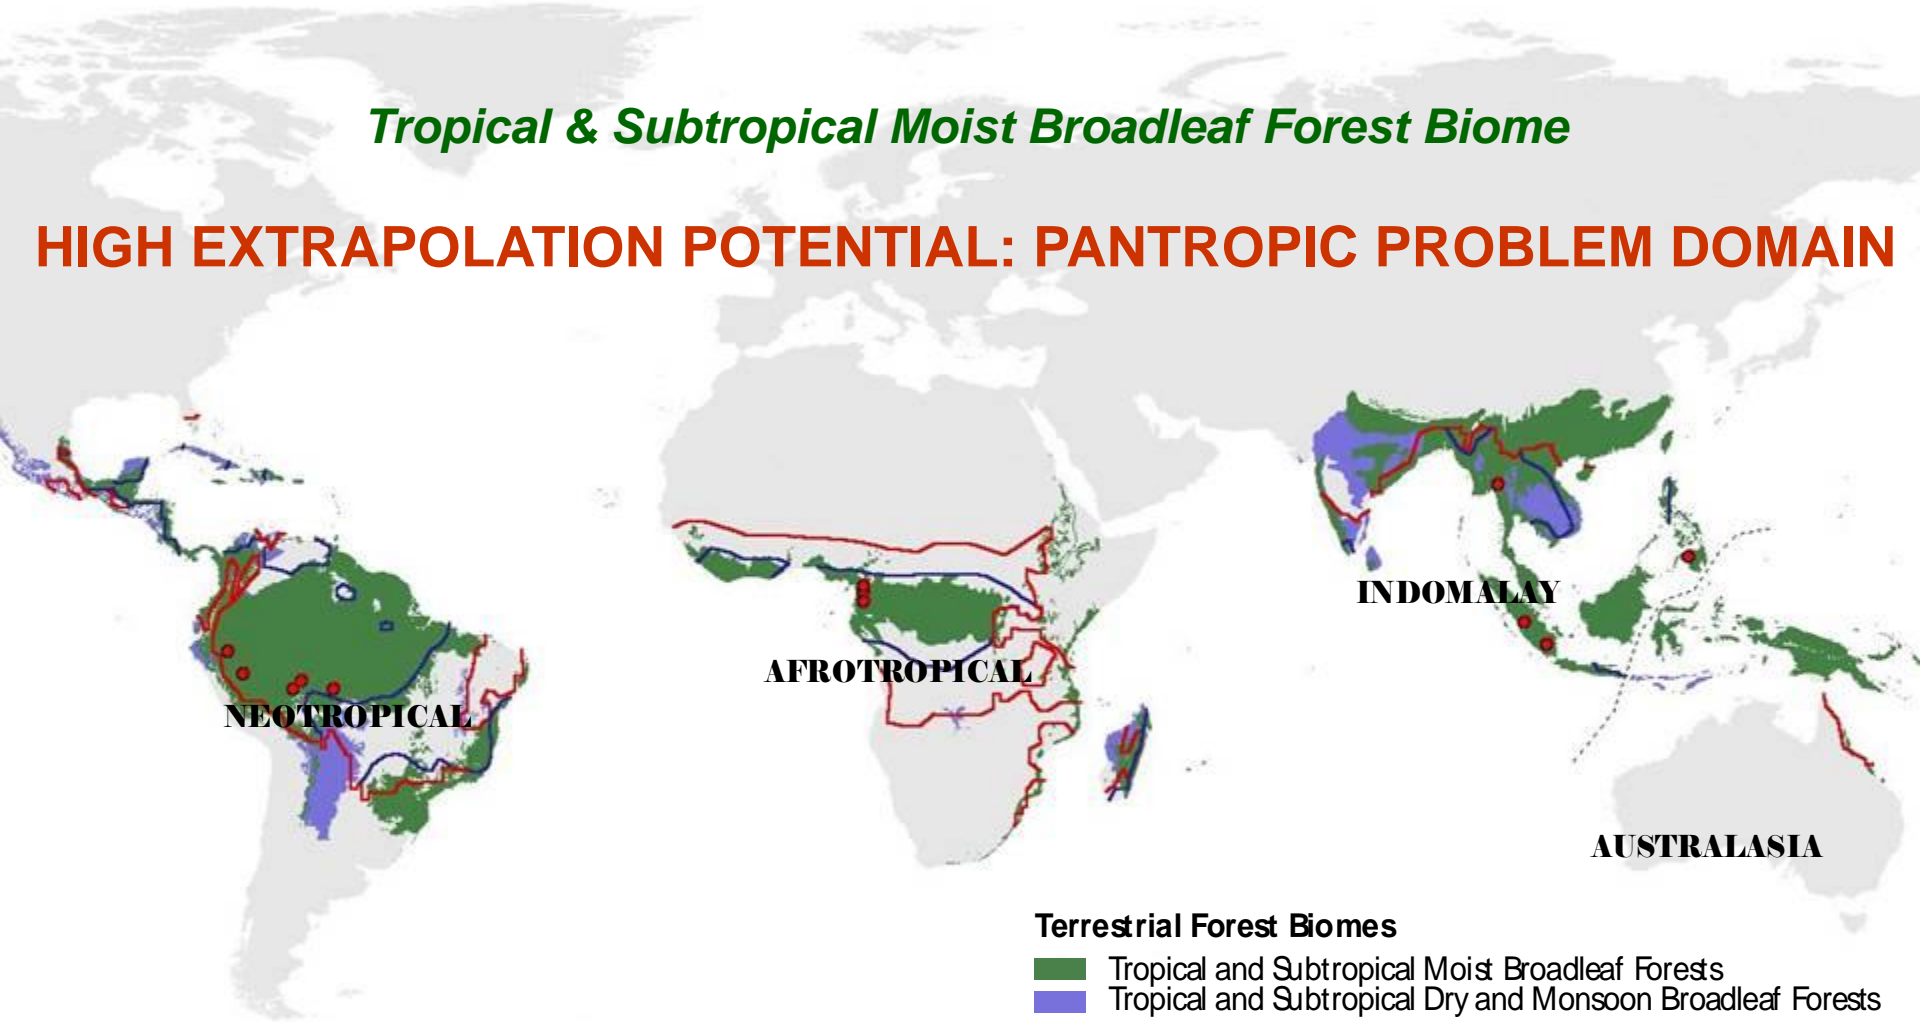 Tropical & Subtropical Moist Broadleaf Forest Biome
HIGH EXTRAPOLATION POTENTIAL: PANTROPIC PROBLEM DOMAIN
INDOMALAY
AFROTROPICAL
NEOTROPICAL
AUSTRALASIA
Terrestrial Forest Biomes
Tropical and Subtropical Moist Broadleaf Forests
Tropical and Subtropical Dry and Monsoon Broadleaf Forests